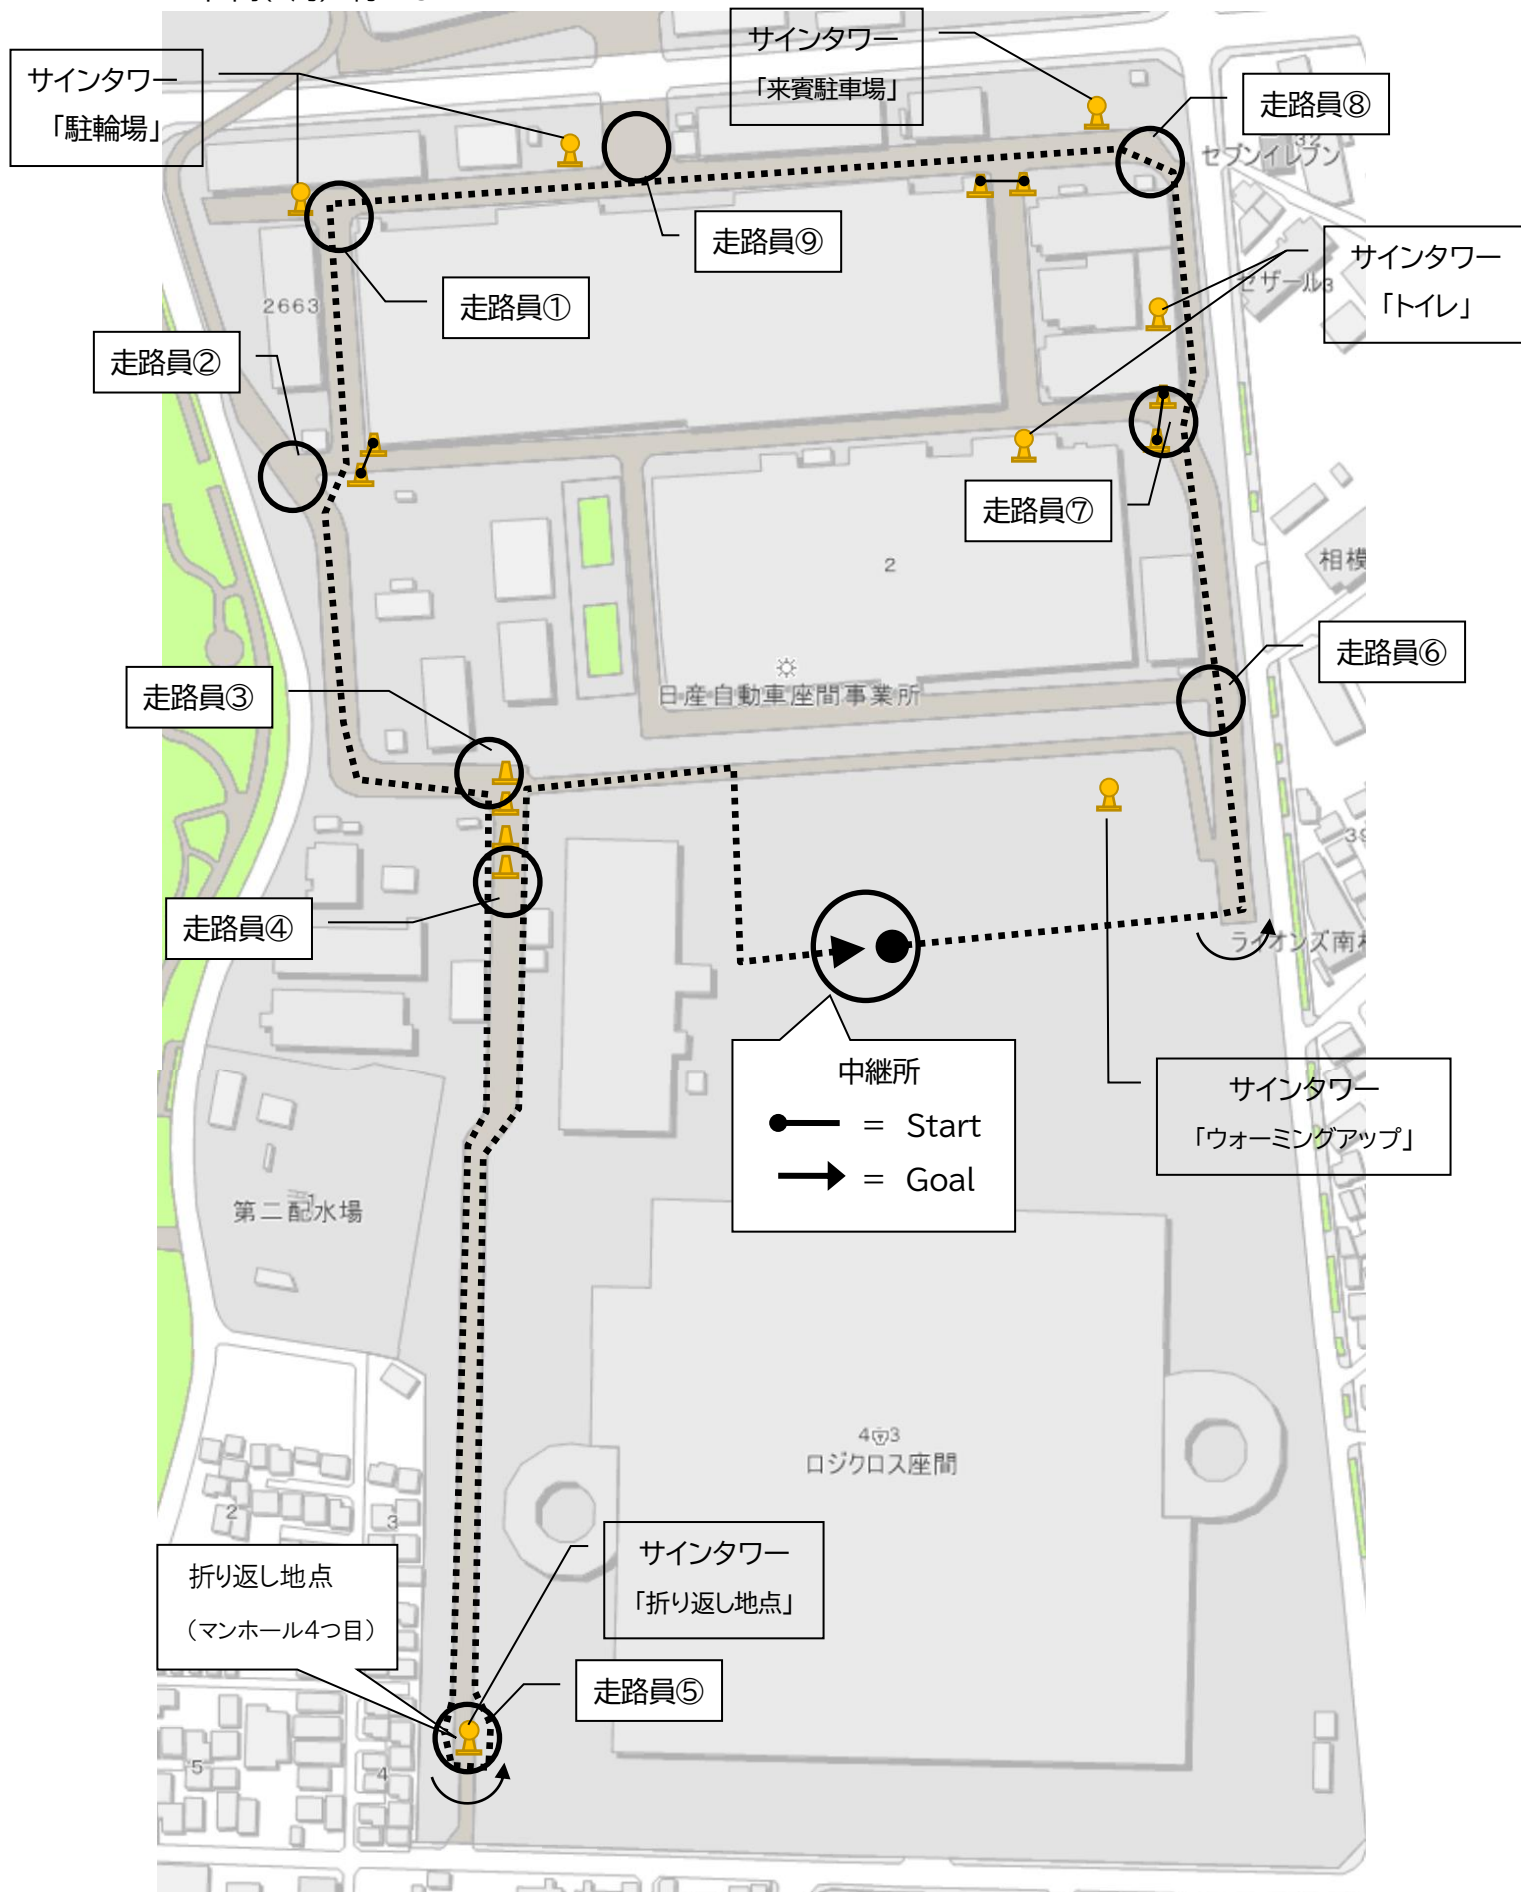 サインタワー
「駐輪場」
サインタワー
「来賓駐車場」
走路員⑧
32
セブンイレブン
走路員⑨
サインタワー
「トイレ」
セザール3
2663
走路員①
走路員②
走路員⑦
2
相模
走路員⑥
日産自動車座間事業所
走路員③
39
走路員④
ライオンズ南
中継所
= Start
= Goal
サインタワー
「ウォーミングアップ」
第二配水場
4 3
ロジクロス座間
2
3
折り返し地点
（マンホール4つ目）
サインタワー
「折り返し地点」
走路員⑤
5
4